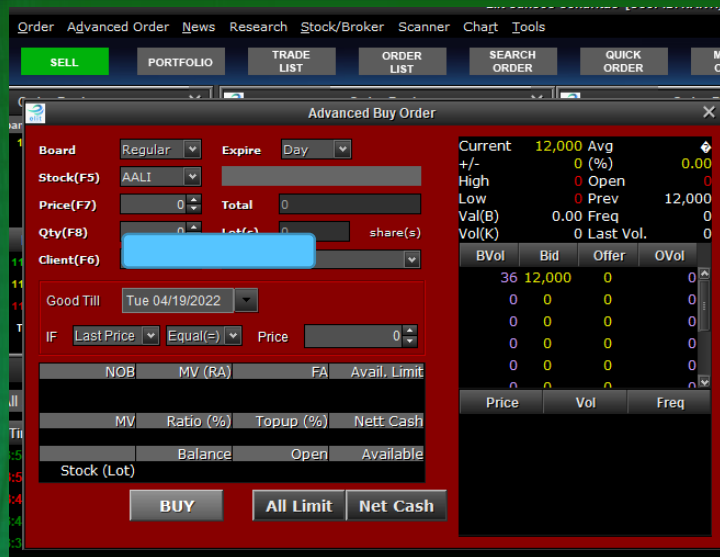 Order Advanced Order News Research Stock/Broker Scanner Chart Tools
SELL PORTFOLIO TRADE LIST ORDER LIST SEARCH ORDER QUICK ORDER
Advanced Buy Order
Board Regular Expire Day
Stock(F5) AALI
Price(F7) 0 Total 0
Qty(F8) 0 Lot(s) 0 share(s)
Client(F6)
Good Till Tue 04/19/2022
IF Last Price Equal(=) Price 0
NOB MV (RA) FA Avail. Limit
MV Ratio (%) Topup (%) Nett Cash
Balance Open Available
Stock (Lot)
BUY All Limit Net Cash
Current 12,000 Avg �
+/- 0 (%) 0.00
High 0 Open 0
Low 0 Prev 12,000
Val(B) 0.00 Freq 0
Vol(K) 0 Last Vol. 0
BVol Bid Offer OVol
36 12,000 0 0
0 0 0 0
0 0 0 0
0 0 0 0
0 0 0 0
0 0 0 0
Price Vol Freq